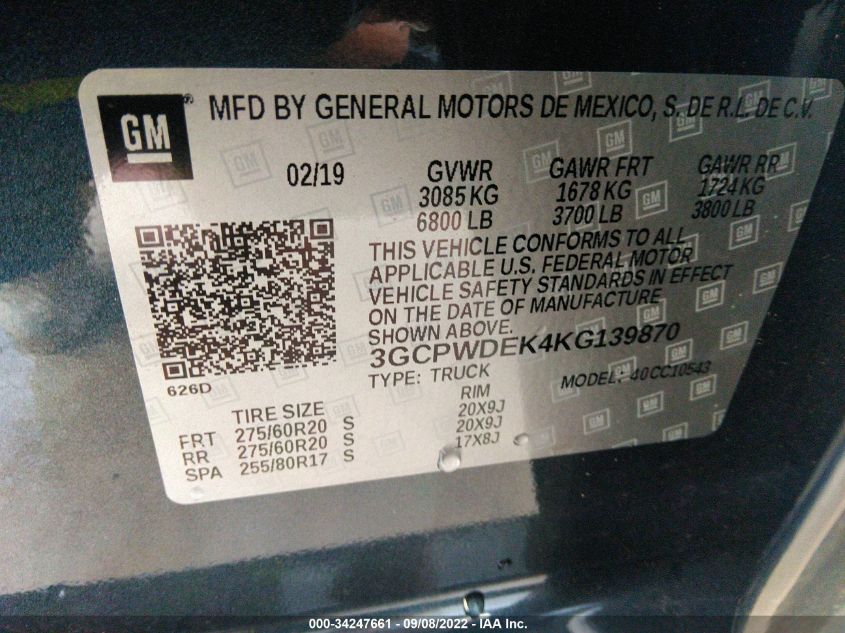 GM® MFD BY GENERAL MOTORS DE MEXICO, S. DE R.L. DE C.V.
02/19 GVWR GAWR FRT GAWR RR
3085 KG 1678 KG 1724 KG
6800 LB 3700 LB 3800 LB
THIS VEHICLE CONFORMS TO ALL
APPLICABLE U.S. FEDERAL MOTOR
VEHICLE SAFETY STANDARDS IN EFFECT
ON THE DATE OF MANUFACTURE
SHOWN ABOVE.
3GCPWDEK4KG139870
626D TYPE: TRUCK MODEL: 40CC10543
TIRE SIZE RIM
FRT 275/60R20 S 20X9J
RR 275/60R20 S 20X9J
SPA 255/80R17 S 17X8J
000-34247661 - 09/08/2022 - IAA Inc.